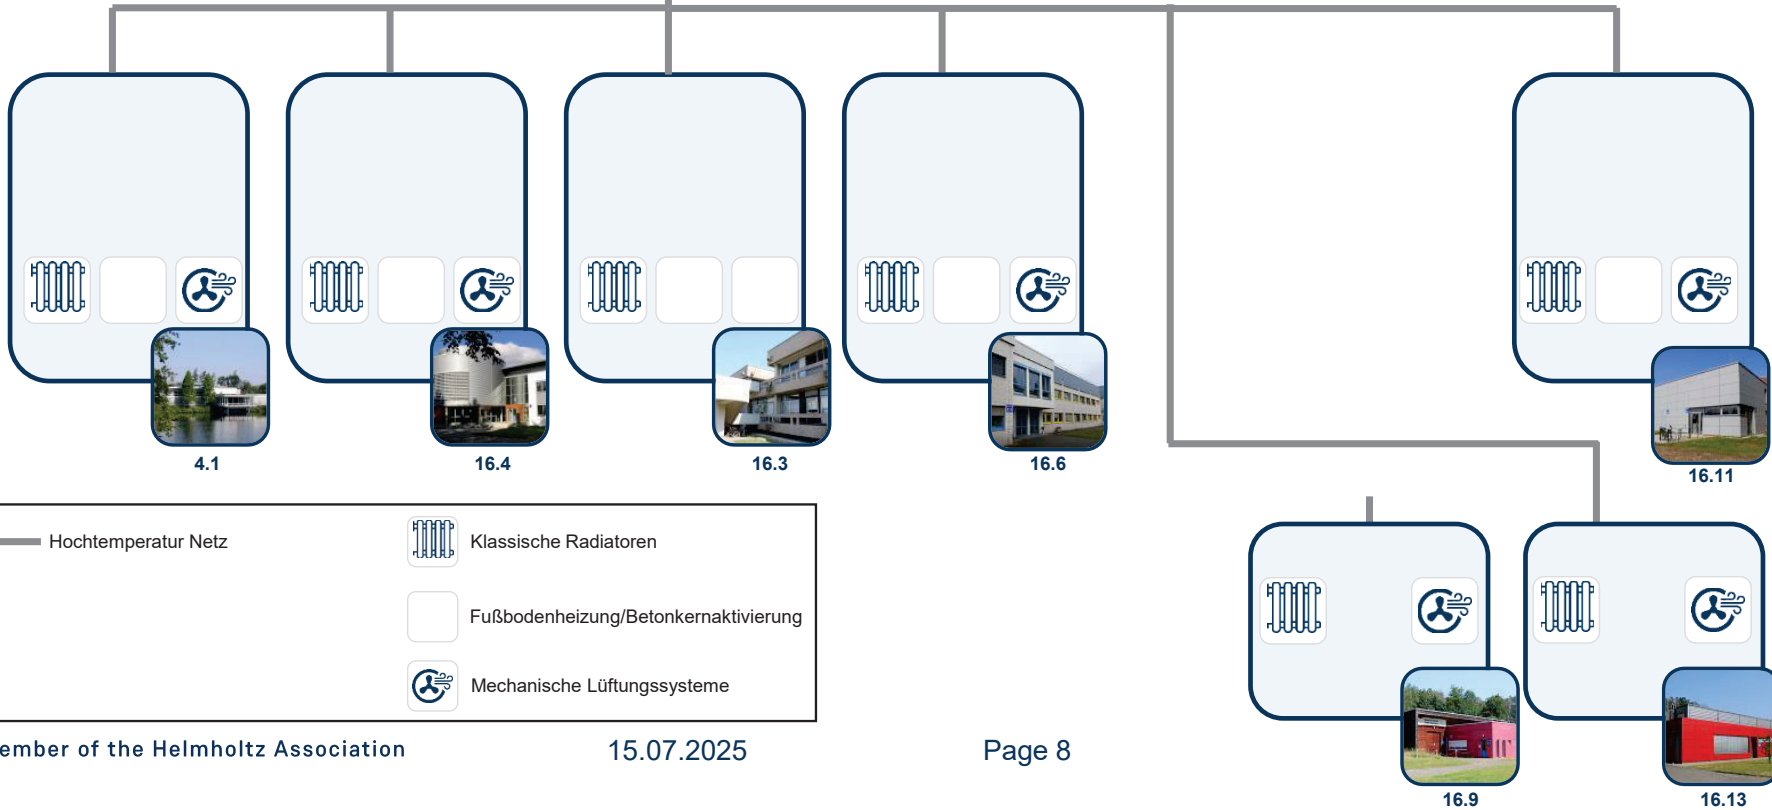 4.1
16.4
16.3
16.6
16.11
Hochtemperatur Netz
Klassische Radiatoren
Fußbodenheizung/Betonkernaktivierung
Mechanische Lüftungssysteme
ember of the Helmholtz Association
15.07.2025
Page 8
16.9
16.13